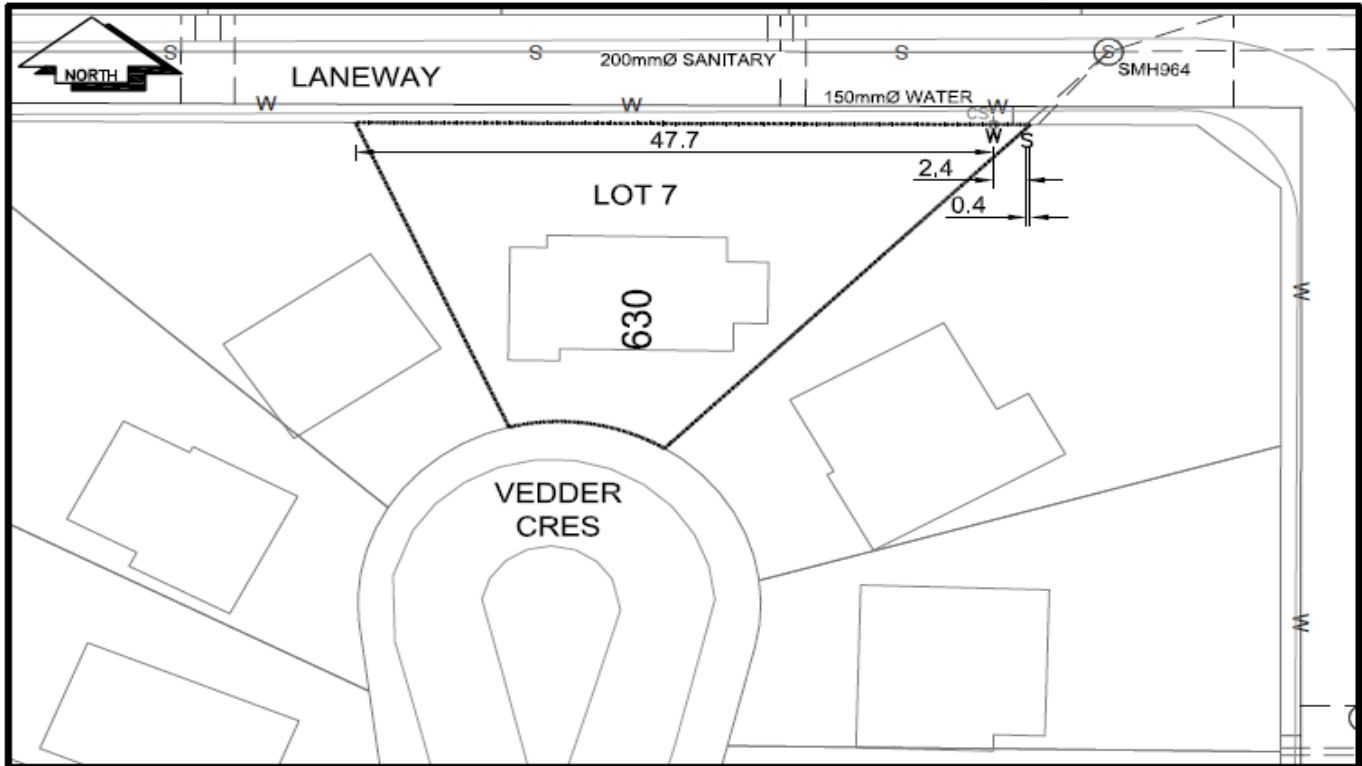 S
S
S
S
200mmØ SANITARY
NORTH
LANEWAY
SMH964
150mmØ WATER
W
W
W
CS
W
S
47.7
2.4
LOT 7
0.4
630
W
VEDDER
CRES
W